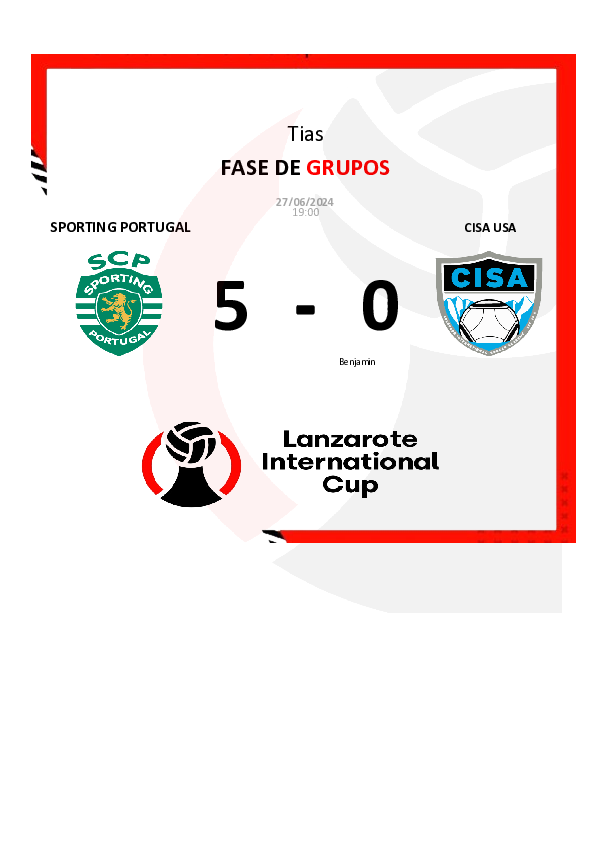 Tias
FASE DE GRUPOS
27/06/2024
19:00
SPORTING PORTUGAL
CISA USA
SCP
SPORTING
PORTUGAL
CISA
5 - 0
Benjamin
Lanzarote
International
Cup